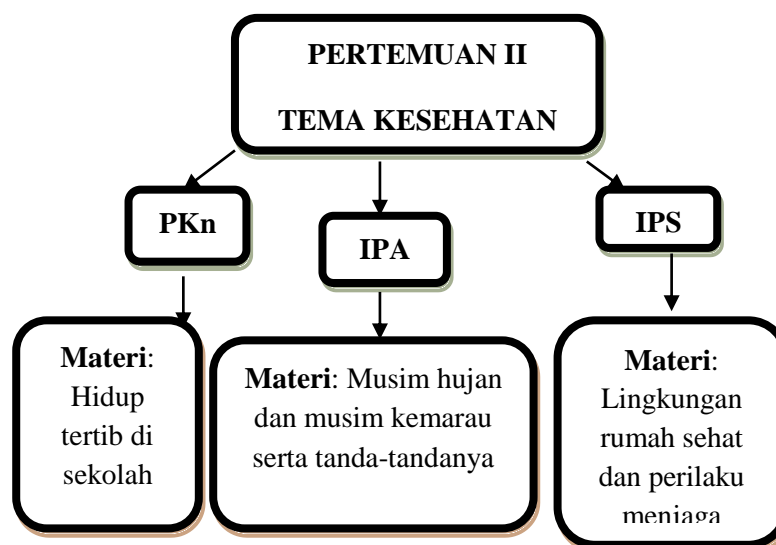 PERTEMUAN II
TEMA KESEHATAN
PKn
IPA
IPS
Materi:
Hidup
tertib di
sekolah
Materi: Musim hujan
dan musim kemarau
serta tanda-tandanya
Materi:
Lingkungan
rumah sehat
dan perilaku
menjaga